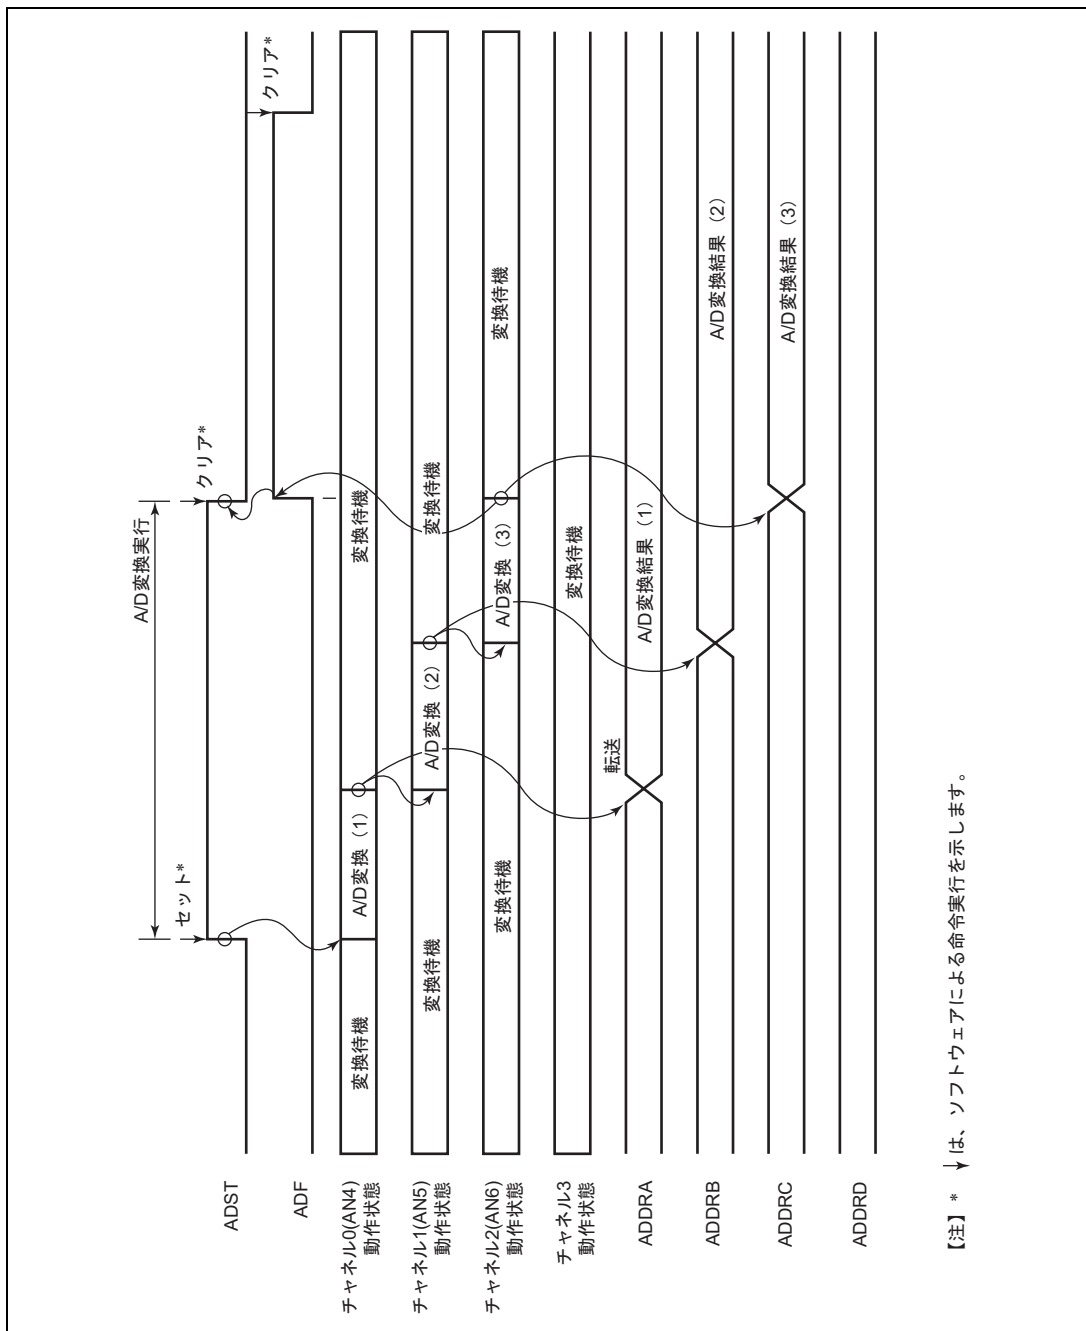 A/D変換実行
セット*
クリア*
クリア*
ADST
ADF
チャネル0(AN4)
動作状態
変換待機
A/D変換（1）
変換待機
チャネル1(AN5)
動作状態
変換待機
A/D変換（2）
変換待機
チャネル2(AN6)
動作状態
変換待機
A/D変換（3）
変換待機
チャネル3
動作状態
変換待機
転送
ADDRA
A/D変換結果（1）
ADDRB
A/D変換結果（2）
ADDRC
A/D変換結果（3）
ADDRD
【注】* は、ソフトウェアによる命令実行を示します。